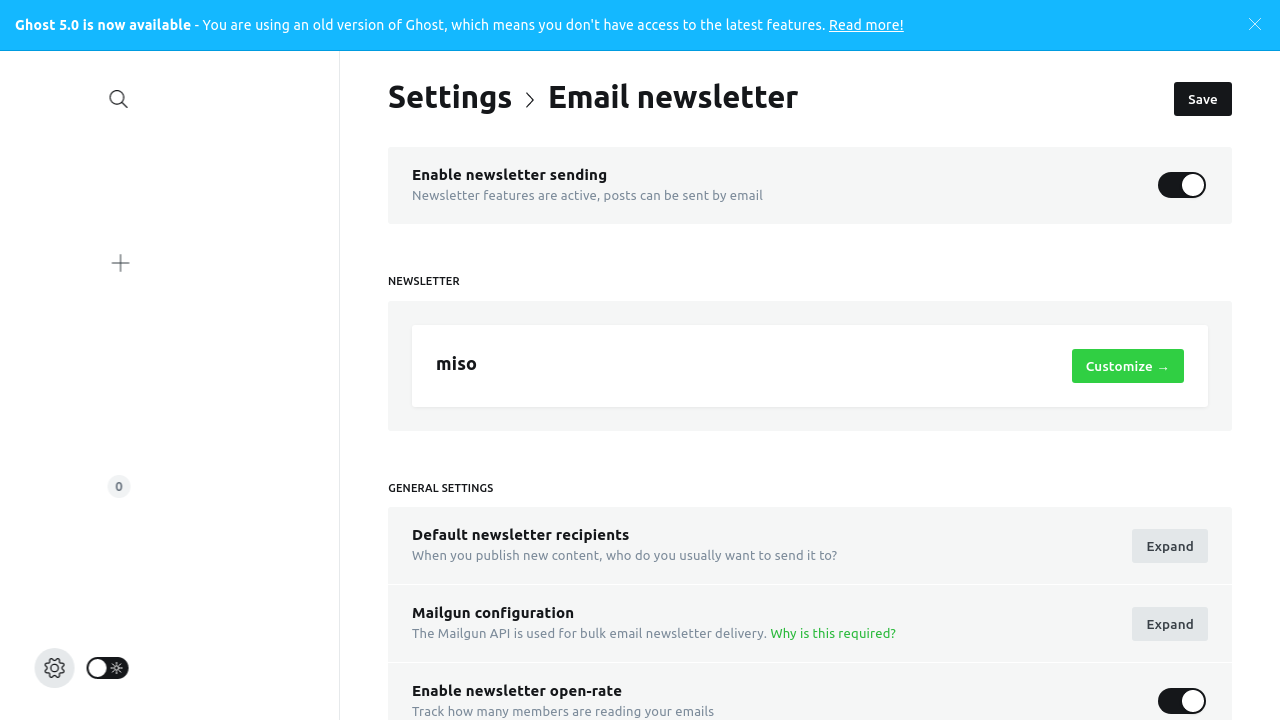 Ghost 5.0 is now available - You are using an old version of Ghost, which means you don't have access to the latest features. Read more!
Settings > Email newsletter
Save
Enable newsletter sending
Newsletter features are active, posts can be sent by email
NEWSLETTER
miso
Customize →
0
GENERAL SETTINGS
Default newsletter recipients
When you publish new content, who do you usually want to send it to?
Expand
Mailgun configuration
The Mailgun API is used for bulk email newsletter delivery. Why is this required?
Expand
Enable newsletter open-rate
Track how many members are reading your emails